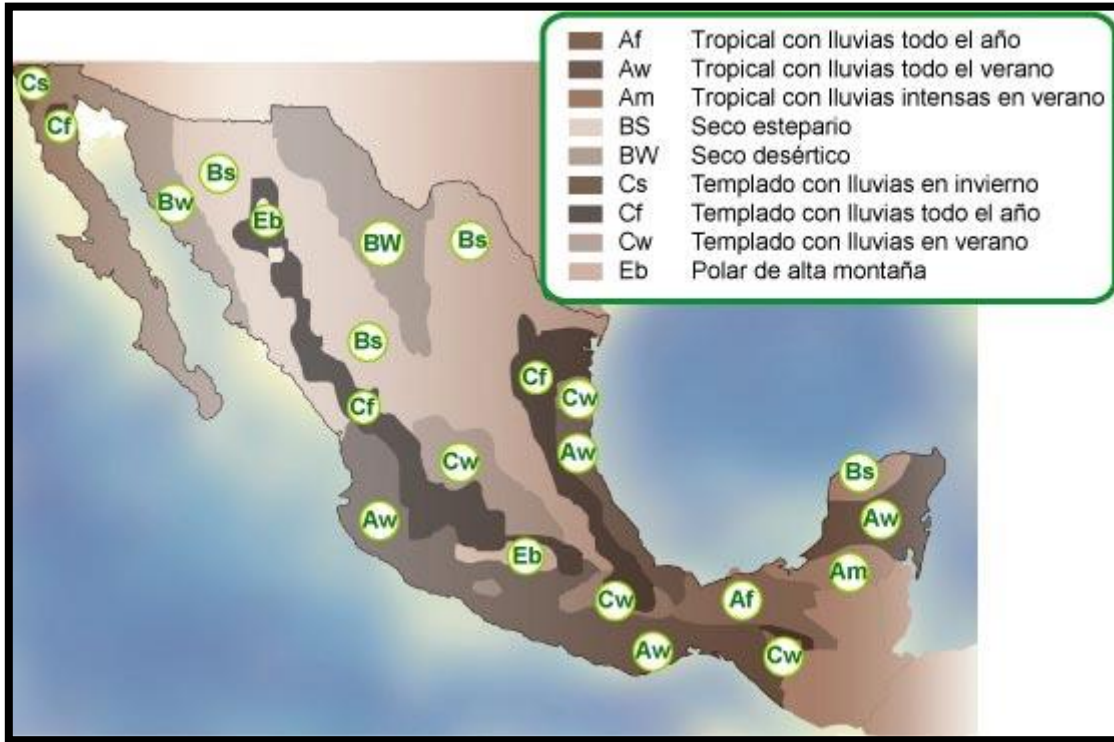 Af Tropical con lluvias todo el año
Aw Tropical con lluvias todo el verano
Am Tropical con lluvias intensas en verano
BS Seco estepario
BW Seco desértico
Cs Templado con lluvias en invierno
Cf Templado con lluvias todo el año
Cw Templado con lluvias en verano
Eb Polar de alta montaña
Cs
Cf
Bs
Bw
Eb
BW
Bs
Bs
Cf
Cf
Cw
Cw
Aw
Bs
Aw
Aw
Eb
Am
Cw
Af
Aw
Cw